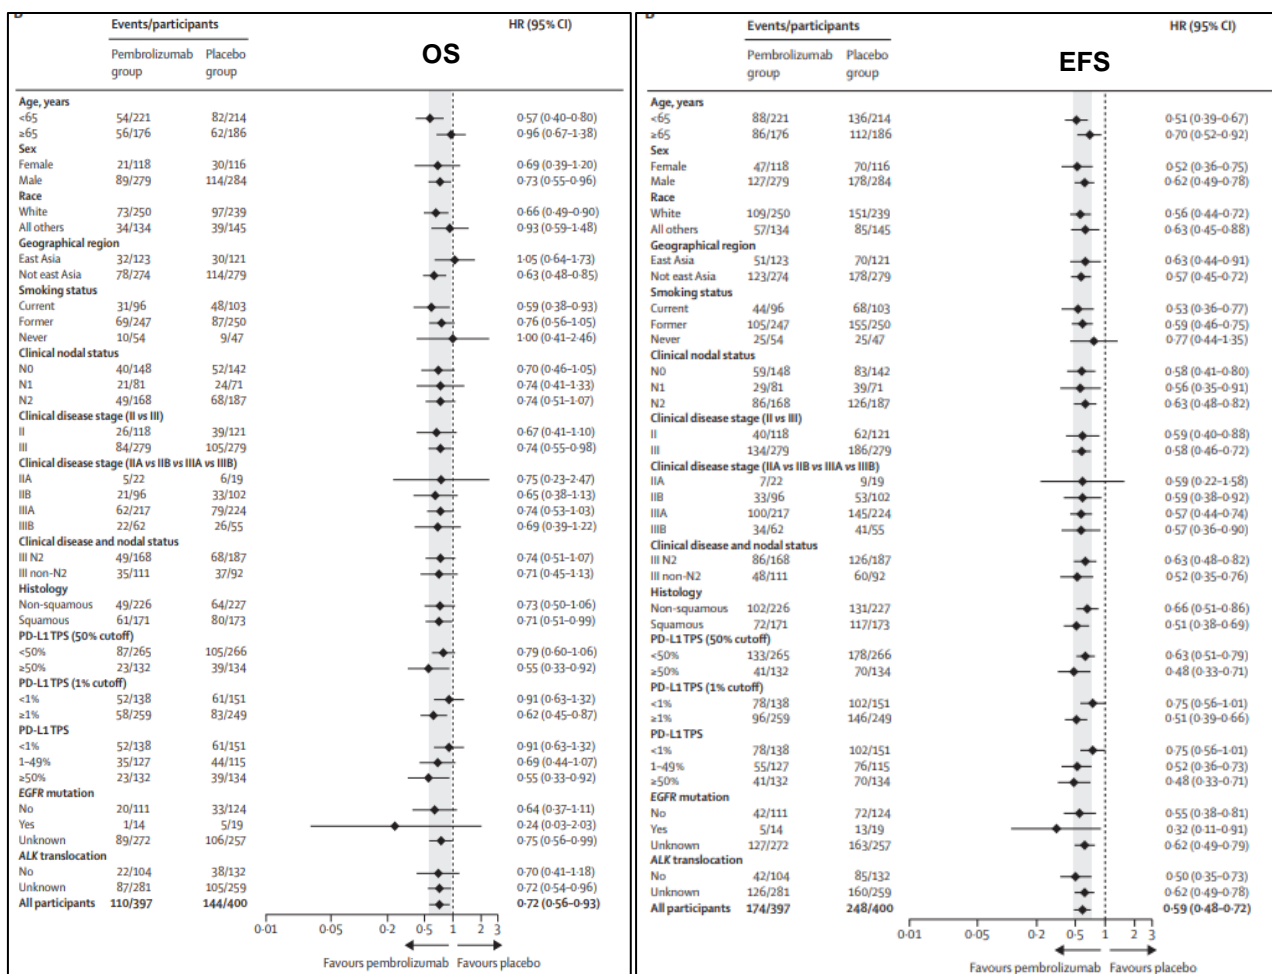 Events/participants HR (95% CI)
Pembrolizumab group Placebo group
OS
Age, years
<65 54/221 82/214 0·57 (0·40–0·80)
≥65 56/176 62/186 0·96 (0·67–1·38)
Sex
Female 21/118 30/116 0·69 (0·39–1·20)
Male 89/279 114/284 0·73 (0·55–0·96)
Race
White 73/250 97/239 0·66 (0·49–0·90)
All others 34/134 39/145 0·93 (0·59–1·48)
Geographical region
East Asia 32/123 30/121 1·05 (0·64–1·73)
Not east Asia 78/274 114/279 0·63 (0·48–0·85)
Smoking status
Current 31/96 48/103 0·59 (0·38–0·93)
Former 69/247 87/250 0·76 (0·56–1·05)
Never 10/54 9/47 1·00 (0·41–2·46)
Clinical nodal status
N0 40/148 52/142 0·70 (0·46–1·05)
N1 21/81 24/71 0·74 (0·41–1·33)
N2 49/168 68/187 0·74 (0·51–1·07)
Clinical disease stage (II vs III)
II 26/118 39/121 0·67 (0·41–1·10)
III 84/279 105/279 0·74 (0·55–0·98)
Clinical disease stage (IIA vs IIB vs IIIA vs IIIB)
IIA 5/22 6/19 0·75 (0·23–2·47)
IIB 21/96 33/102 0·65 (0·38–1·13)
IIIA 62/217 79/224 0·74 (0·53–1·03)
IIIB 22/62 26/55 0·69 (0·39–1·22)
Clinical disease and nodal status
III N2 49/168 68/187 0·74 (0·51–1·07)
III non-N2 35/111 37/92 0·71 (0·45–1·13)
Histology
Non-squamous 49/226 64/227 0·73 (0·50–1·06)
Squamous 61/171 80/173 0·71 (0·51–0·99)
PD-L1 TPS (50% cutoff)
<50% 87/265 105/266 0·79 (0·60–1·06)
≥50% 23/132 39/134 0·55 (0·33–0·92)
PD-L1 TPS (1% cutoff)
<1% 52/138 61/151 0·91 (0·63–1·32)
≥1% 58/259 83/249 0·62 (0·45–0·87)
PD-L1 TPS
<1% 52/138 61/151 0·91 (0·63–1·32)
1–49% 35/127 44/115 0·69 (0·44–1·07)
≥50% 23/132 39/134 0·55 (0·33–0·92)
EGFR mutation
No 20/111 33/124 0·64 (0·37–1·11)
Yes 1/14 5/19 0·24 (0·03–2·03)
Unknown 89/272 106/257 0·75 (0·56–0·99)
ALK translocation
No 22/104 38/132 0·70 (0·41–1·18)
Unknown 87/281 105/259 0·72 (0·54–0·96)
All participants 110/397 144/400 0·72 (0·56–0·93)
0·01 0·05 0·1 0·5 1 2 3
Favours pembrolizumab Favours placebo
Events/participants HR (95% CI)
Pembrolizumab group Placebo group
EFS
Age, years
<65 88/221 136/214 0·51 (0·39–0·67)
≥65 86/176 112/186 0·70 (0·52–0·92)
Sex
Female 47/118 70/116 0·52 (0·36–0·75)
Male 127/279 178/284 0·62 (0·49–0·78)
Race
White 109/250 151/239 0·56 (0·44–0·72)
All others 57/134 85/145 0·63 (0·45–0·88)
Geographical region
East Asia 51/123 70/121 0·63 (0·44–0·91)
Not east Asia 123/274 178/279 0·57 (0·45–0·72)
Smoking status
Current 44/96 68/103 0·53 (0·36–0·77)
Former 105/247 155/250 0·59 (0·46–0·75)
Never 25/54 25/47 0·77 (0·44–1·35)
Clinical nodal status
N0 59/148 83/142 0·58 (0·41–0·80)
N1 29/81 39/71 0·56 (0·35–0·91)
N2 86/168 126/187 0·63 (0·48–0·82)
Clinical disease stage (II vs III)
II 40/118 62/121 0·59 (0·40–0·88)
III 134/279 186/279 0·58 (0·46–0·72)
Clinical disease stage (IIA vs IIB vs IIIA vs IIIB)
IIA 7/22 9/19 0·59 (0·22–1·58)
IIB 33/96 53/102 0·59 (0·38–0·92)
IIIA 100/217 145/224 0·57 (0·44–0·74)
IIIB 34/62 41/55 0·57 (0·36–0·90)
Clinical disease and nodal status
III N2 86/168 126/187 0·63 (0·48–0·82)
III non-N2 48/111 60/92 0·52 (0·35–0·76)
Histology
Non-squamous 102/226 131/227 0·66 (0·51–0·86)
Squamous 72/171 117/173 0·51 (0·38–0·69)
PD-L1 TPS (50% cutoff)
<50% 133/265 178/266 0·63 (0·51–0·79)
≥50% 41/132 70/134 0·48 (0·33–0·71)
PD-L1 TPS (1% cutoff)
<1% 78/138 102/151 0·75 (0·56–1·01)
≥1% 96/259 146/249 0·51 (0·39–0·66)
PD-L1 TPS
<1% 78/138 102/151 0·75 (0·56–1·01)
1–49% 55/127 76/115 0·52 (0·36–0·73)
≥50% 41/132 70/134 0·48 (0·33–0·71)
EGFR mutation
No 42/111 72/124 0·55 (0·38–0·81)
Yes 5/14 13/19 0·32 (0·11–0·91)
Unknown 127/272 163/257 0·62 (0·49–0·79)
ALK translocation
No 42/104 85/132 0·50 (0·35–0·73)
Unknown 126/281 160/259 0·62 (0·49–0·78)
All participants 174/397 248/400 0·59 (0·48–0·72)
0·01 0·05 0·1 0·5 1 2 3
Favours pembrolizumab Favours placebo